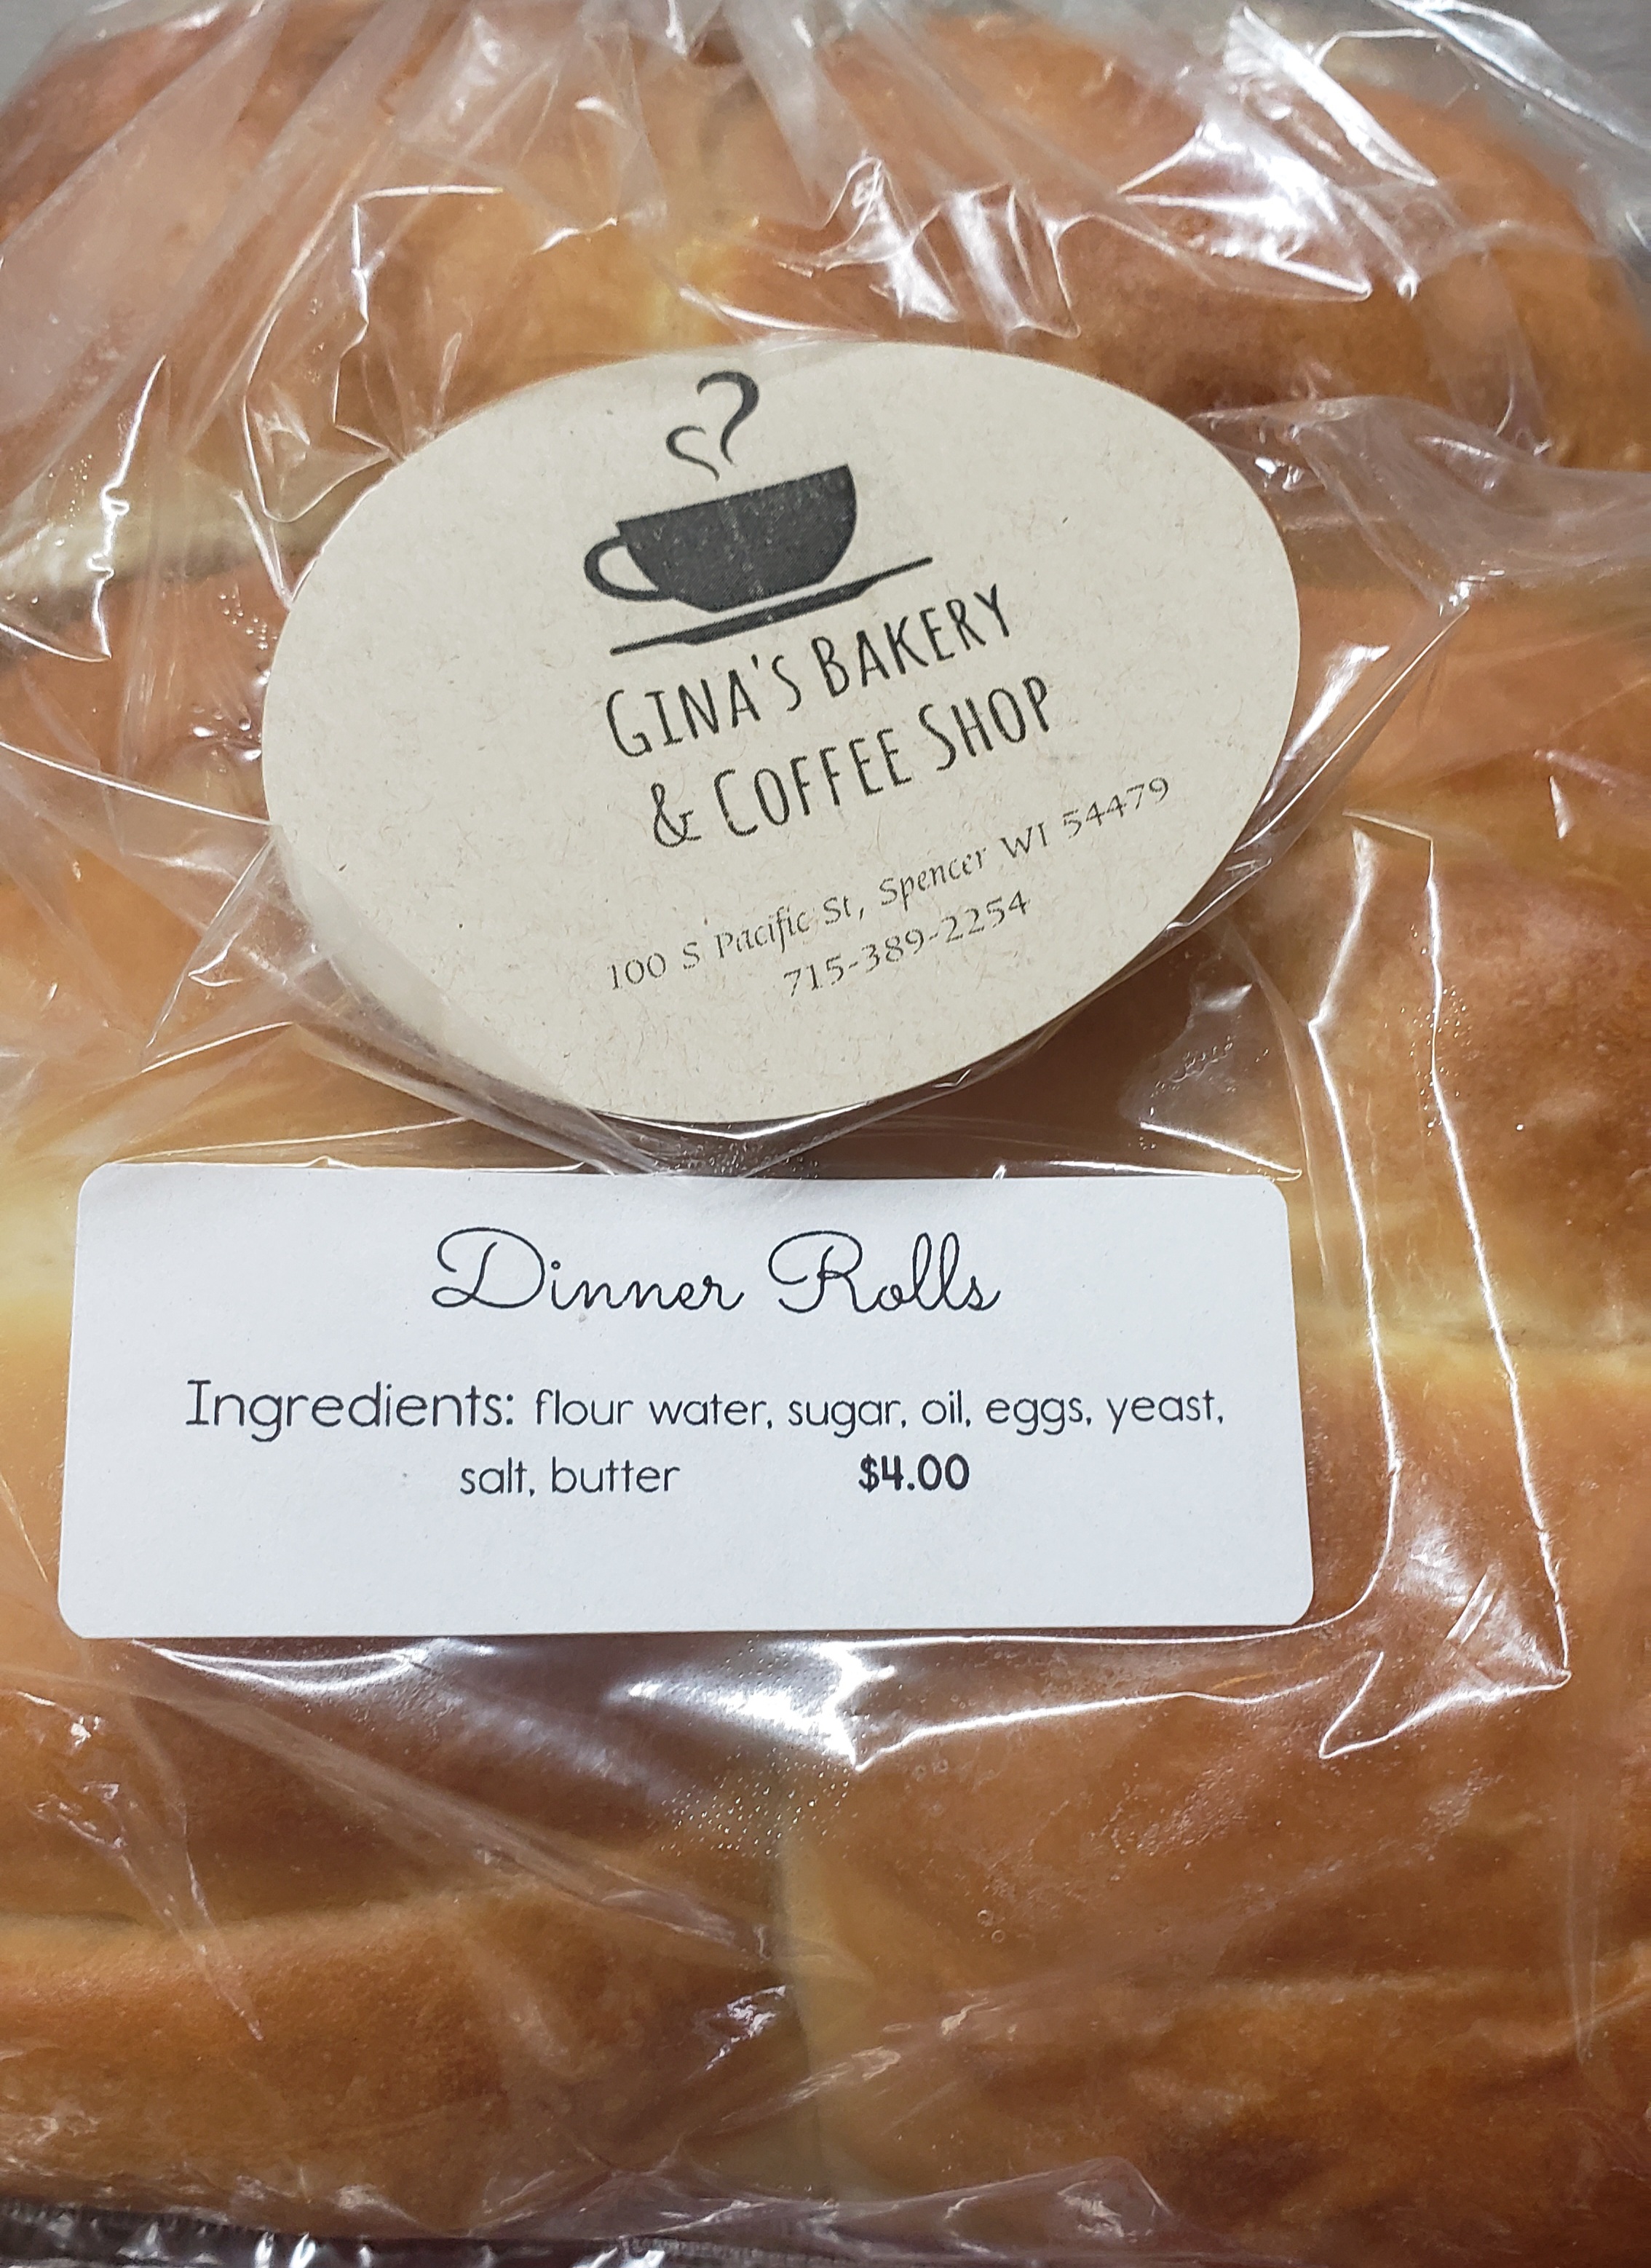 GINA'S BAKERY
& COFFEE SHOP
100 S Pacific St, Spencer WI 54479
715-389-2254
Dinner Rolls
Ingredients: flour water, sugar, oil, eggs, yeast,
salt, butter $4.00